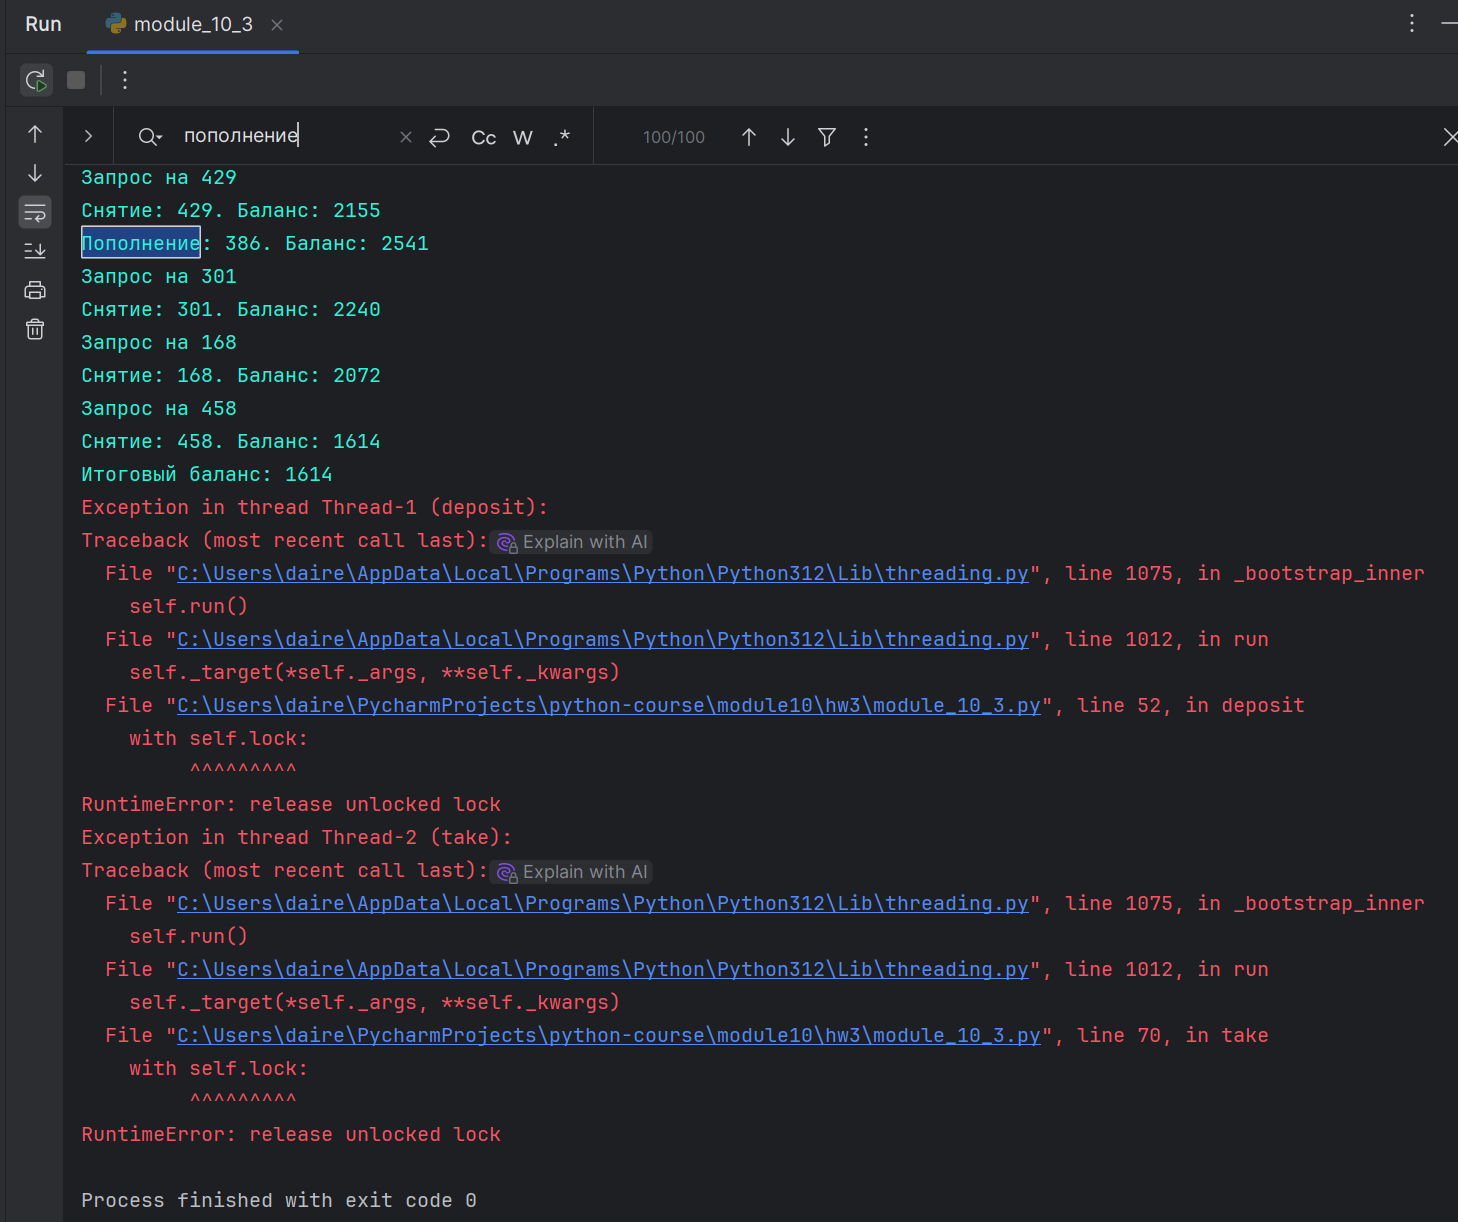 Run module_10_3
пополнение Cc W .* 100/100
Запрос на 429
Снятие: 429. Баланс: 2155
Пополнение: 386. Баланс: 2541
Запрос на 301
Снятие: 301. Баланс: 2240
Запрос на 168
Снятие: 168. Баланс: 2072
Запрос на 458
Снятие: 458. Баланс: 1614
Итоговый баланс: 1614
Exception in thread Thread-1 (deposit):
Traceback (most recent call last): Explain with AI
File "C:\Users\daire\AppData\Local\Programs\Python\Python312\Lib\threading.py", line 1075, in _bootstrap_inner
self.run()
File "C:\Users\daire\AppData\Local\Programs\Python\Python312\Lib\threading.py", line 1012, in run
self._target(*self._args, **self._kwargs)
File "C:\Users\daire\PycharmProjects\python-course\module10\hw3\module_10_3.py", line 52, in deposit
with self.lock:
^^^^^^^^^
RuntimeError: release unlocked lock
Exception in thread Thread-2 (take):
Traceback (most recent call last): Explain with AI
File "C:\Users\daire\AppData\Local\Programs\Python\Python312\Lib\threading.py", line 1075, in _bootstrap_inner
self.run()
File "C:\Users\daire\AppData\Local\Programs\Python\Python312\Lib\threading.py", line 1012, in run
self._target(*self._args, **self._kwargs)
File "C:\Users\daire\PycharmProjects\python-course\module10\hw3\module_10_3.py", line 70, in take
with self.lock:
^^^^^^^^^
RuntimeError: release unlocked lock
Process finished with exit code 0